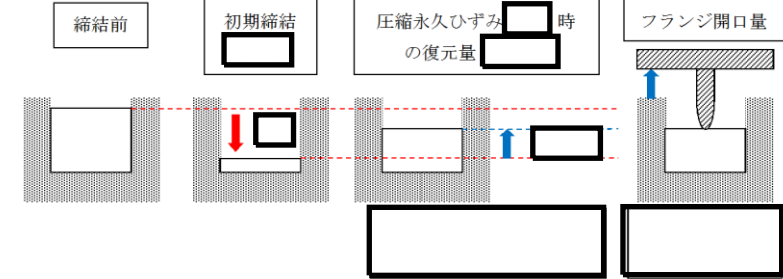 締結前
初期締結
圧縮永久ひずみ 時
の復元量
フランジ開口量